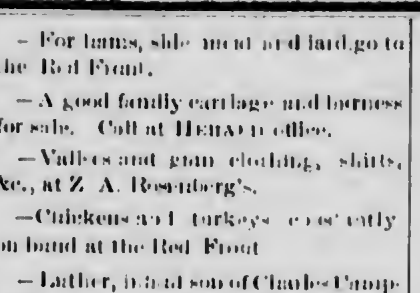 – For hams, side meat and lard, go to
the Red Front.
—A good family carriage and harness
for sale. Call at HERALD office.
—Valises and gum clothing, shirts,
&c., at Z. A. Rosenberg's.
—Chickens and turkeys constantly
on hand at the Red Front
– Luther, son of Charles Camp-